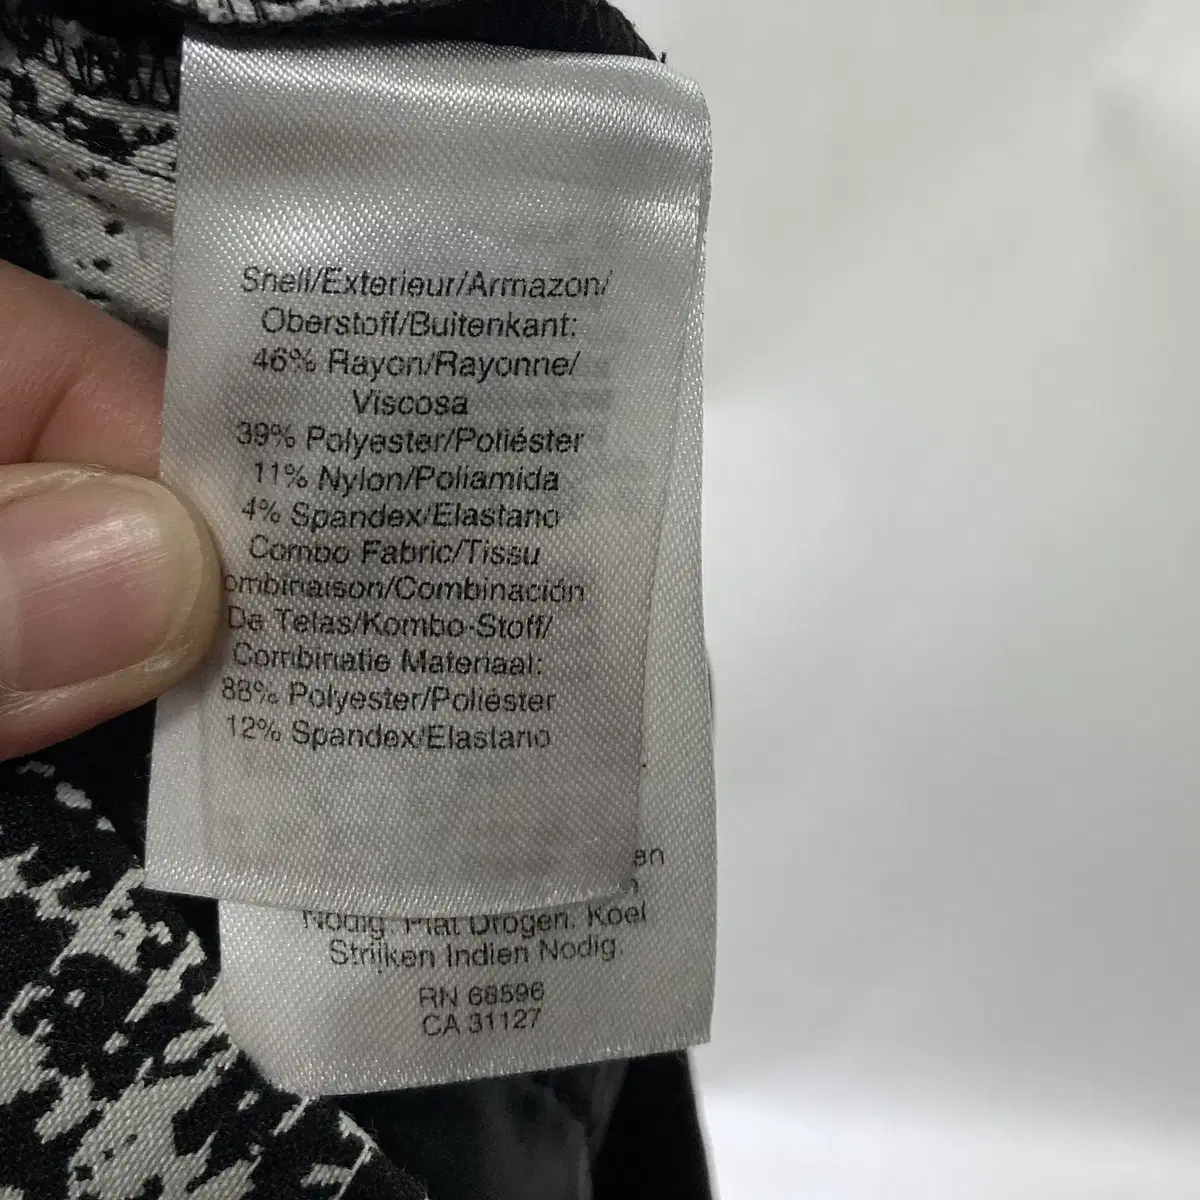 Shell/Exterieur/Armazon/
Oberstoff/Buitenkant:
46% Rayon/Rayonne/
Viscosa
39% Polyester/Poliéster
11% Nylon/Poliamida
4% Spandex/Elastano
Combo Fabric/Tissu
ombinaison/Combinación
De Telas/Kombo-Stoff/
Combinatie Materiaal:
88% Polyester/Poliéster
12% Spandex/Elastano
en
Nodig. Plat Drogen. Koel
Strijken Indien Nodig.
RN 68596
CA 31127